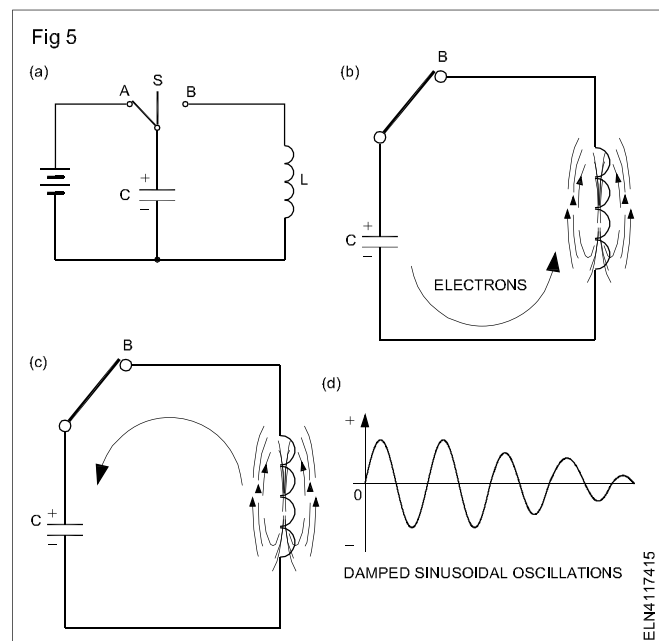 Fig 5
(a)
A
S
B
+
C
−
L
(b)
B
C
+
−
ELECTRONS
(c)
B
C
+
−
(d)
+
0
−
DAMPED SINUSOIDAL OSCILLATIONS
ELN4117415